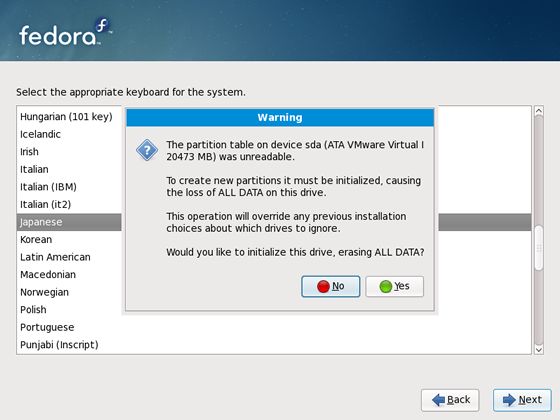 fedora
Select the appropriate keyboard for the system.
Hungarian (101 key)
Icelandic
Irish
Italian
Italian (IBM)
Italian (it2)
Japanese
Korean
Latin American
Macedonian
Norwegian
Polish
Portuguese
Punjabi (Inscript)
Warning
The partition table on device sda (ATA VMware Virtual I
20473 MB) was unreadable.
To create new partitions it must be initialized, causing
the loss of ALL DATA on this drive.
This operation will override any previous installation
choices about which drives to ignore.
Would you like to initialize this drive, erasing ALL DATA?
No
Yes
Back
Next